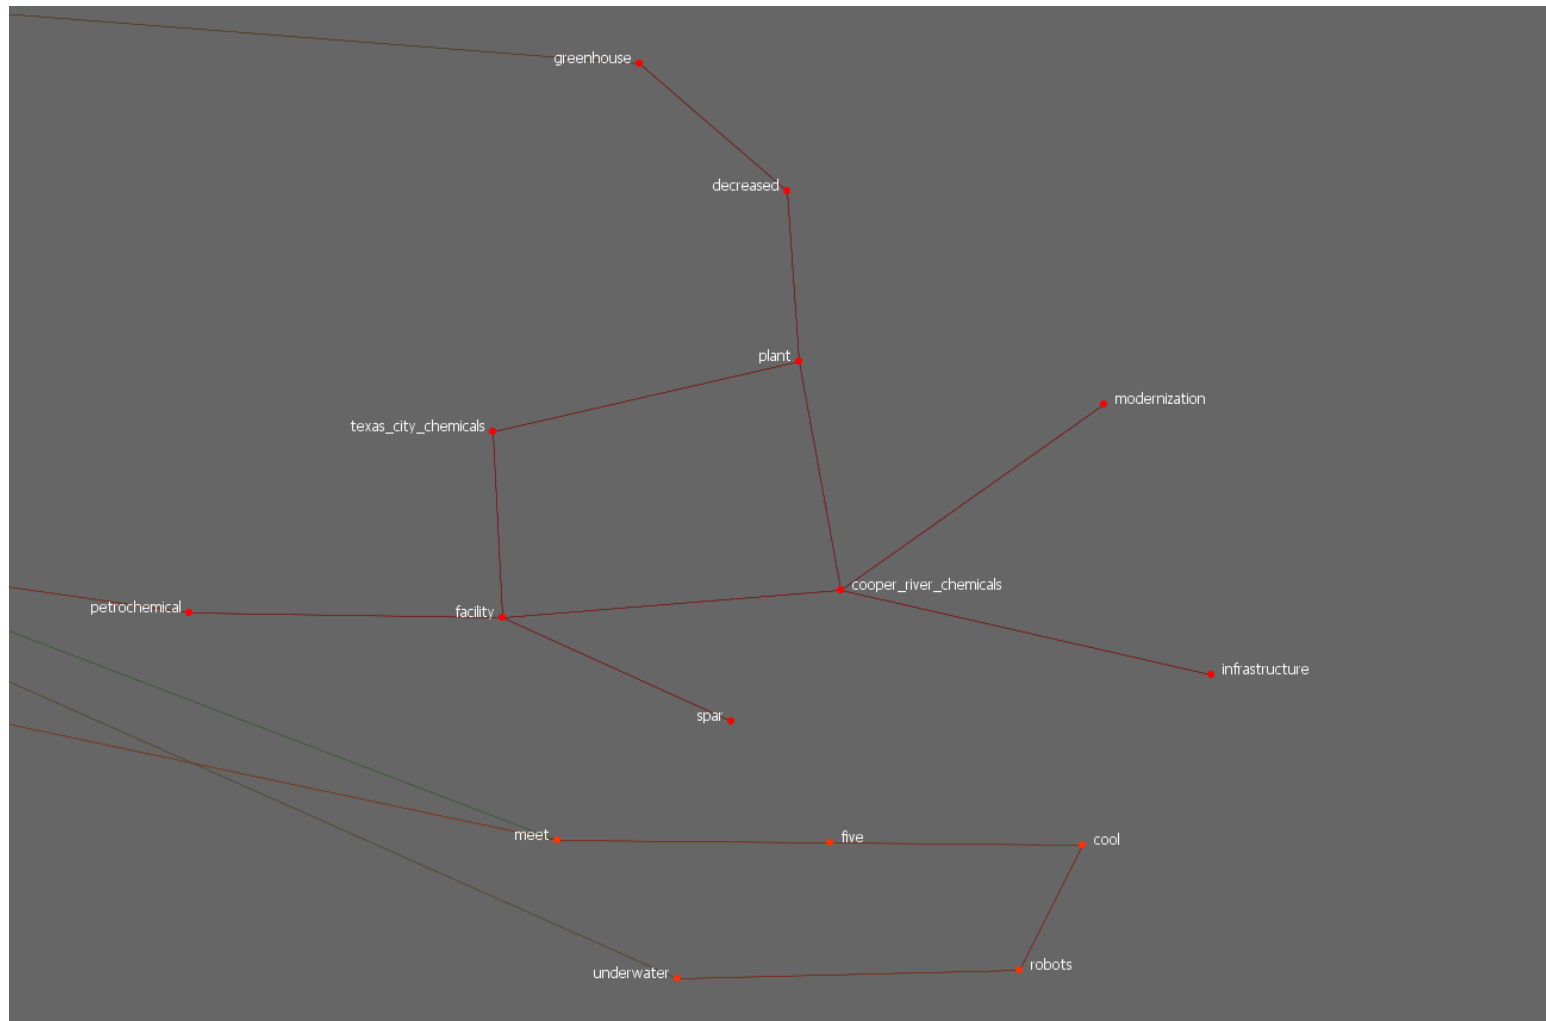 greenhouse
decreased
plant
modernization
texas_city_chemicals
cooper_river_chemicals
petrochemical
facility
infrastructure
spar
meet
five
cool
robots
underwater